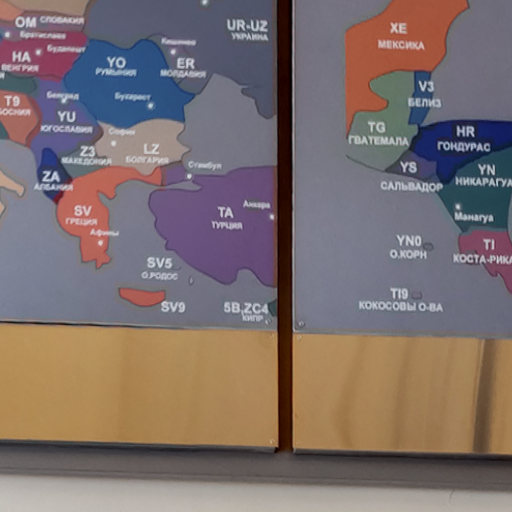 OM СЛОВАКИЯ
Братислава
HA Будапешт
ВЕНГРИЯ
YO
РУМЫНИЯ
Бухарест
Кишинев
ER
МОЛДАВИЯ
UR-UZ
УКРАИНА
T9
БОСНИЯ
Белград
YU
ЮГОСЛАВИЯ
София
Z3
МАКЕДОНИЯ
LZ
БОЛГАРИЯ
ZA
АЛБАНИЯ
Стамбул
SV
ГРЕЦИЯ
Афины
TA
ТУРЦИЯ
Анкара
SV5
О.РОДОС
SV9
5B,ZC4
КИПР
XE
МЕКСИКА
V3
БЕЛИЗ
TG
ГВАТЕМАЛА
HR
ГОНДУРАС
YS
САЛЬВАДОР
YN
НИКАРАГУА
Манагуа
YN0
О.КОРН
TI
КОСТА-РИКА
TI9
КОКОСОВЫ О-ВА